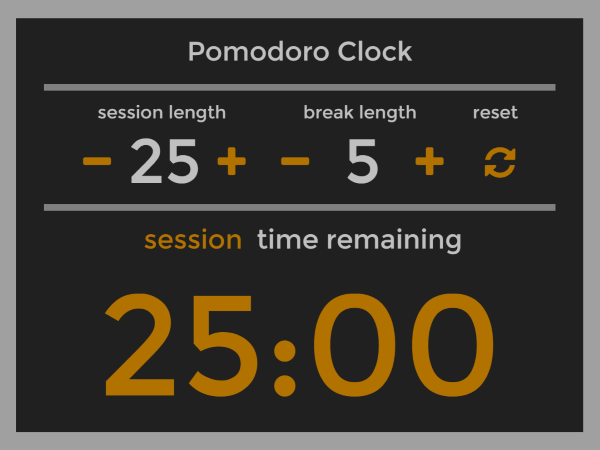 Pomodoro Clock
session length break length reset
- 25 + - 5 +
session time remaining
25:00